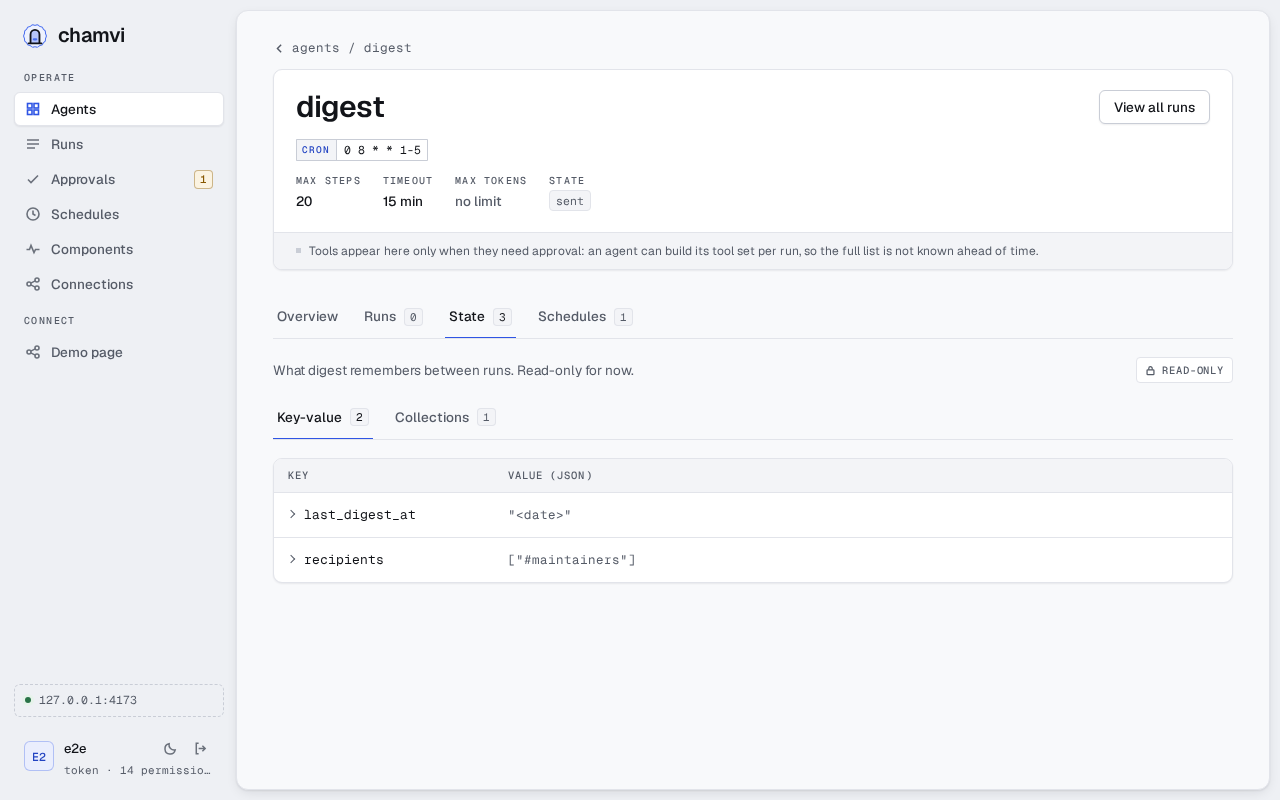 chamvi
OPERATE
Agents
Runs
Approvals 1
Schedules
Components
Connections
CONNECT
Demo page
127.0.0.1:4173
E2
e2e
token · 14 permissio…
agents / digest
digest
View all runs
CRON 0 8 * * 1-5
MAX STEPS TIMEOUT MAX TOKENS STATE
20 15 min no limit sent
Tools appear here only when they need approval: an agent can build its tool set per run, so the full list is not known ahead of time.
Overview Runs 0 State 3 Schedules 1
What digest remembers between runs. Read-only for now.
READ-ONLY
Key-value 2 Collections 1
KEY VALUE (JSON)
last_digest_at "<date>"
recipients ["#maintainers"]